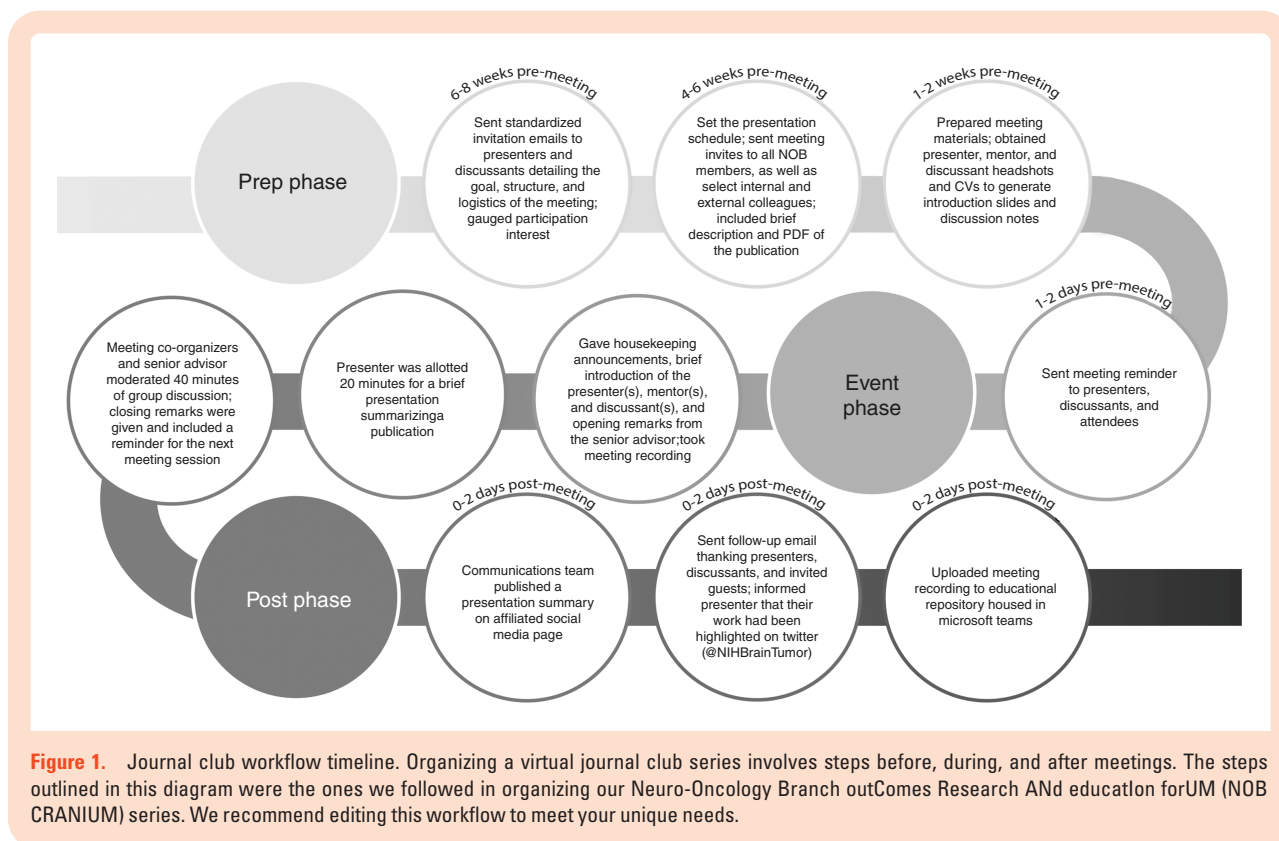 Prep phase
6-8 weeks pre-meeting
Sent standardized
invitation emails to
presenters and
discussants detailing the
goal, structure, and
logistics of the meeting;
gauged participation
interest
4-6 weeks pre-meeting
Set the presentation
schedule; sent meeting
invites to all NOB
members, as well as
select internal and
external colleagues;
included brief
description and PDF of
the publication
1-2 weeks pre-meeting
Prepared meeting
materials; obtained
presenter, mentor, and
discussant headshots
and CVs to generate
introduction slides and
discussion notes
1-2 days pre-meeting
Sent meeting reminder
to presenters,
discussants, and
attendees
Event
phase
Gave housekeeping
announcements, brief
introduction of the
presenter(s), mentor(s),
and discussant(s), and
opening remarks from
the senior advisor;took
meeting recording
Presenter was allotted
20 minutes for a brief
presentation
summarizinga
publication
Meeting co-organizers
and senior advisor
moderated 40 minutes
of group discussion;
closing remarks were
given and included a
reminder for the next
meeting session
Post phase
0-2 days post-meeting
Communications team
published a
presentation summary
on affiliated social
media page
0-2 days post-meeting
Sent follow-up email
thanking presenters,
discussants, and invited
guests; informed
presenter that their
work had been
highlighted on twitter
(@NIHBrainTumor)
0-2 days post-meeting
Uploaded meeting
recording to educational
repository housed in
microsoft teams
Figure 1. Journal club workflow timeline. Organizing a virtual journal club series involves steps before, during, and after meetings. The steps
outlined in this diagram were the ones we followed in organizing our Neuro-Oncology Branch outComes Research ANd educatIon forUM (NOB
CRANIUM) series. We recommend editing this workflow to meet your unique needs.